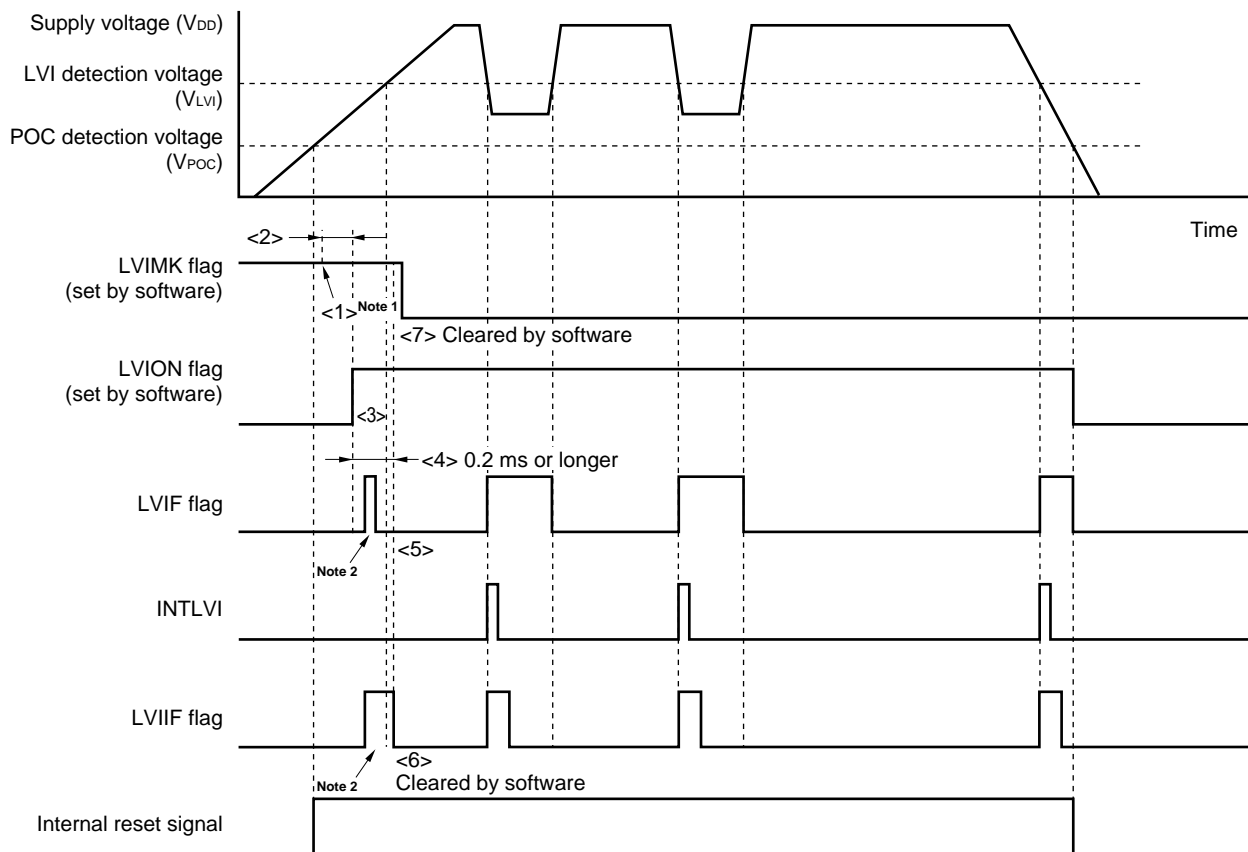 Supply voltage (VDD)
LVI detection voltage
(VLVI)
POC detection voltage
(VPOC)
Time
<2>
LVIMK flag
(set by software)
<1> Note 1
<7> Cleared by software
LVION flag
(set by software)
<3>
<4> 0.2 ms or longer
LVIF flag
Note 2
<5>
INTLVI
LVIIF flag
Note 2
<6>
Cleared by software
Internal reset signal